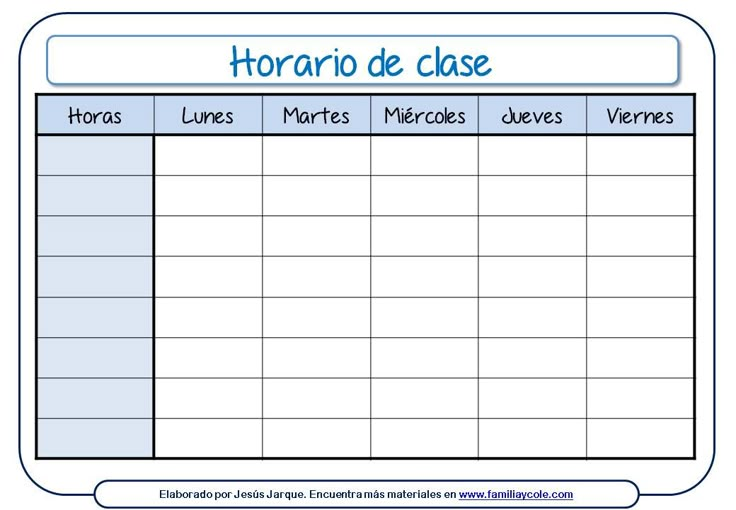 Horario de clase
Horas Lunes Martes Miércoles Jueves Viernes
Elaborado por Jesús Jarque. Encuentra más materiales en www.familiaycole.com